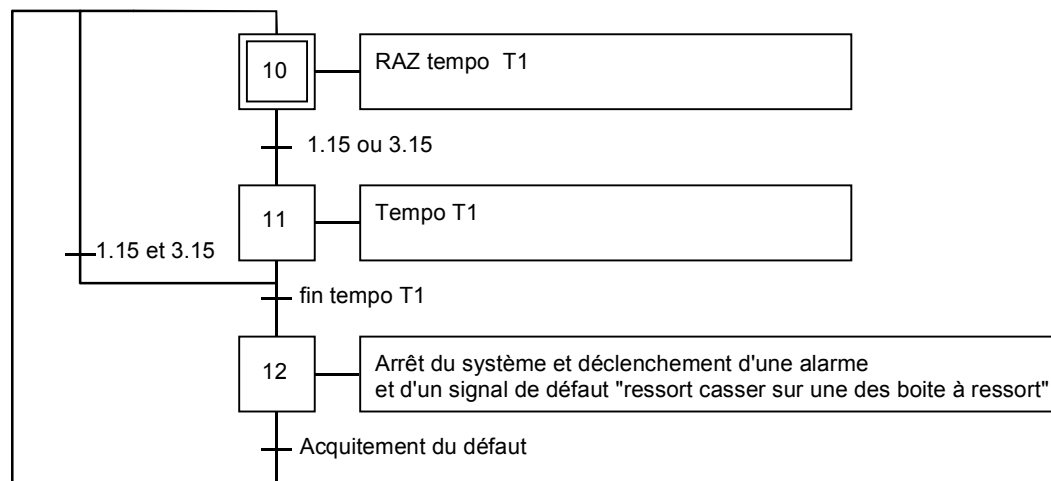 10
RAZ tempo T1
1.15 ou 3.15
11
Tempo T1
1.15 et 3.15
fin tempo T1
12
Arrêt du système et déclenchement d'une alarme
et d'un signal de défaut "ressort casser sur une des boite à ressort"
Acquitement du défaut